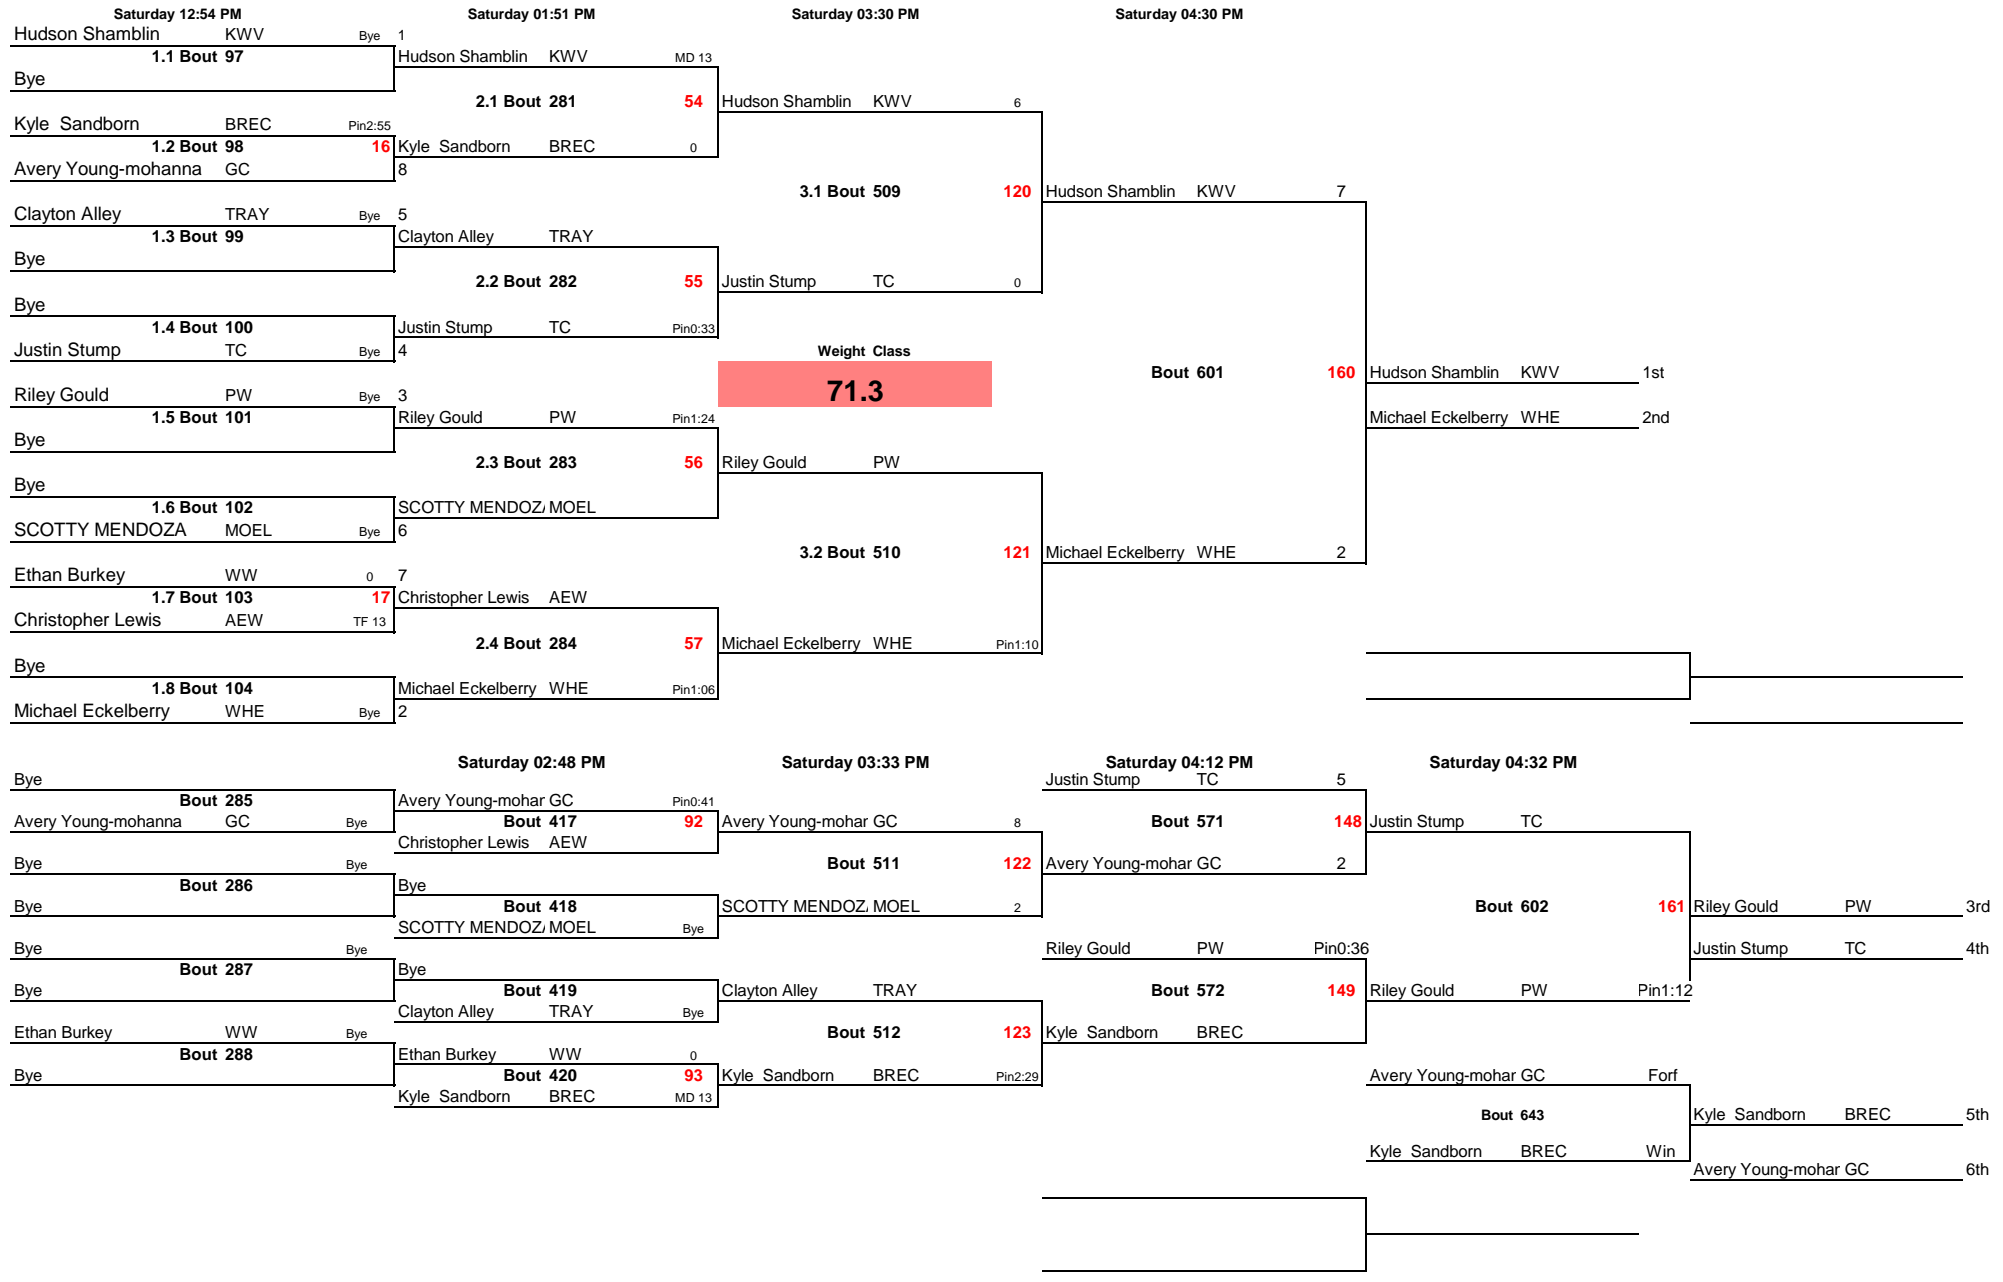 Saturday 12:54 PM Saturday 01:51 PM Saturday 03:30 PM Saturday 04:30 PM
Hudson Shamblin KWV Bye 1
1.1 Bout 97 Hudson Shamblin KWV MD 13
Bye
2.1 Bout 281 54 Hudson Shamblin KWV 6
Kyle Sandborn BREC Pin2:55
1.2 Bout 98 16 Kyle Sandborn BREC 0
Avery Young-mohanna GC 8
3.1 Bout 509 120 Hudson Shamblin KWV 7
Clayton Alley TRAY Bye 5
1.3 Bout 99 Clayton Alley TRAY
Bye
2.2 Bout 282 55 Justin Stump TC 0
Bye
1.4 Bout 100 Justin Stump TC Pin0:33
Justin Stump TC Bye 4 Weight Class
Bout 601 160 Hudson Shamblin KWV 1st
71.3
Riley Gould PW Bye 3
1.5 Bout 101 Riley Gould PW Pin1:24 Michael Eckelberry WHE 2nd
Bye
2.3 Bout 283 56 Riley Gould PW
Bye
1.6 Bout 102 SCOTTY MENDOZA MOEL
SCOTTY MENDOZA MOEL Bye 6
3.2 Bout 510 121 Michael Eckelberry WHE 2
Ethan Burkey WW 0 7
1.7 Bout 103 17 Christopher Lewis AEW
Christopher Lewis AEW TF 13
2.4 Bout 284 57 Michael Eckelberry WHE Pin1:10
Bye
1.8 Bout 104 Michael Eckelberry WHE Pin1:06
Michael Eckelberry WHE Bye 2
Saturday 02:48 PM Saturday 03:33 PM Saturday 04:12 PM Saturday 04:32 PM
Bye Justin Stump TC 5
Bout 285 Avery Young-mohar GC Pin0:41
Avery Young-mohanna GC Bye Bout 417 92 Avery Young-mohar GC 8 Bout 571 148 Justin Stump TC
Christopher Lewis AEW
Bye Bye Bout 511 122 Avery Young-mohar GC 2
Bout 286 Bye
Bye Bout 418 SCOTTY MENDOZ MOEL 2 Bout 602 161 Riley Gould PW 3rd
SCOTTY MENDOZ MOEL Bye
Bye Bye Riley Gould PW Pin0:36 Justin Stump TC 4th
Bout 287 Bye
Bye Bout 419 Clayton Alley TRAY Bout 572 149 Riley Gould PW Pin1:12
Clayton Alley TRAY Bye
Ethan Burkey WW Bye Bout 512 123 Kyle Sandborn BREC
Bout 288 Ethan Burkey WW 0
Bye Bout 420 93 Kyle Sandborn BREC Pin2:29 Avery Young-mohar GC Forf
Kyle Sandborn BREC MD 13
Bout 643 Kyle Sandborn BREC 5th
Kyle Sandborn BREC Win
Avery Young-mohar GC 6th